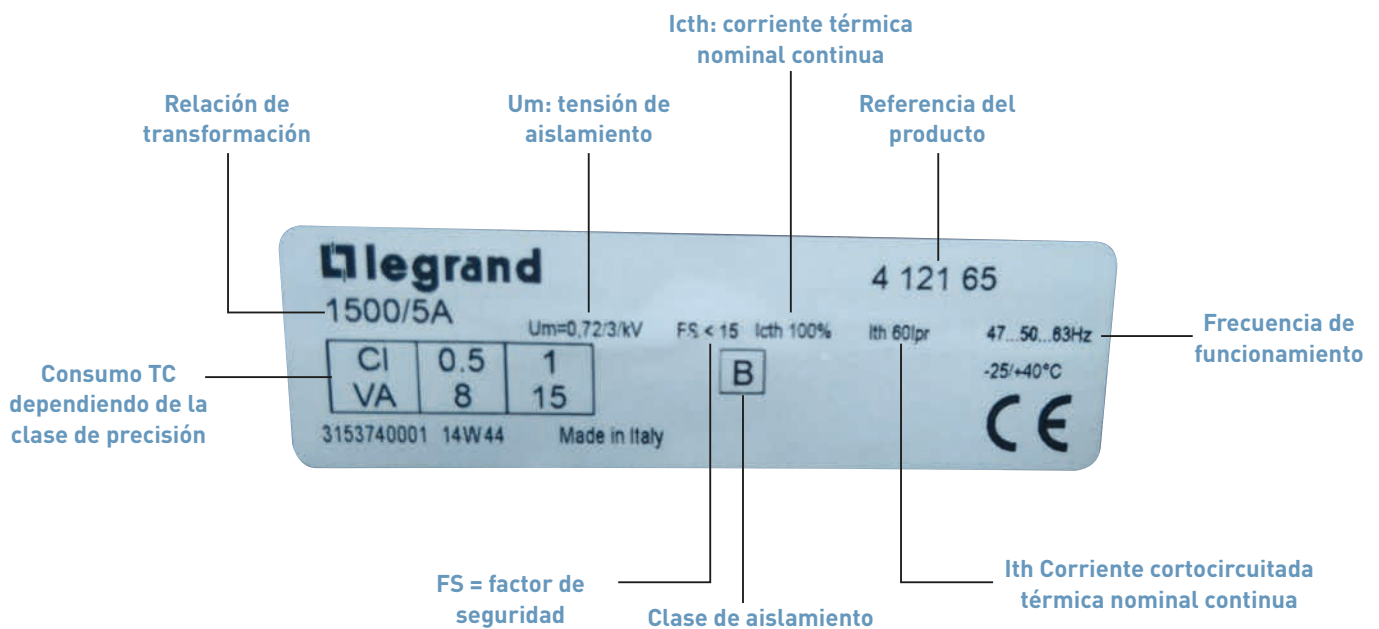 Icth: corriente térmica
nominal continua
Relación de
transformación
Um: tensión de
aislamiento
Referencia del
producto
legrand
4 121 65
1500/5A
Um=0,72/3/kV
FS < 15
Icth 100%
Ith 60Ipr
47...50...63Hz
Frecuencia de
funcionamiento
Consumo TC
dependiendo de la
clase de precisión
CI 0.5 1
VA 8 15
B
-25/+40°C
CE
3153740001 14W44 Made in Italy
FS = factor de
seguridad
Clase de aislamiento
Ith Corriente cortocircuitada
térmica nominal continua